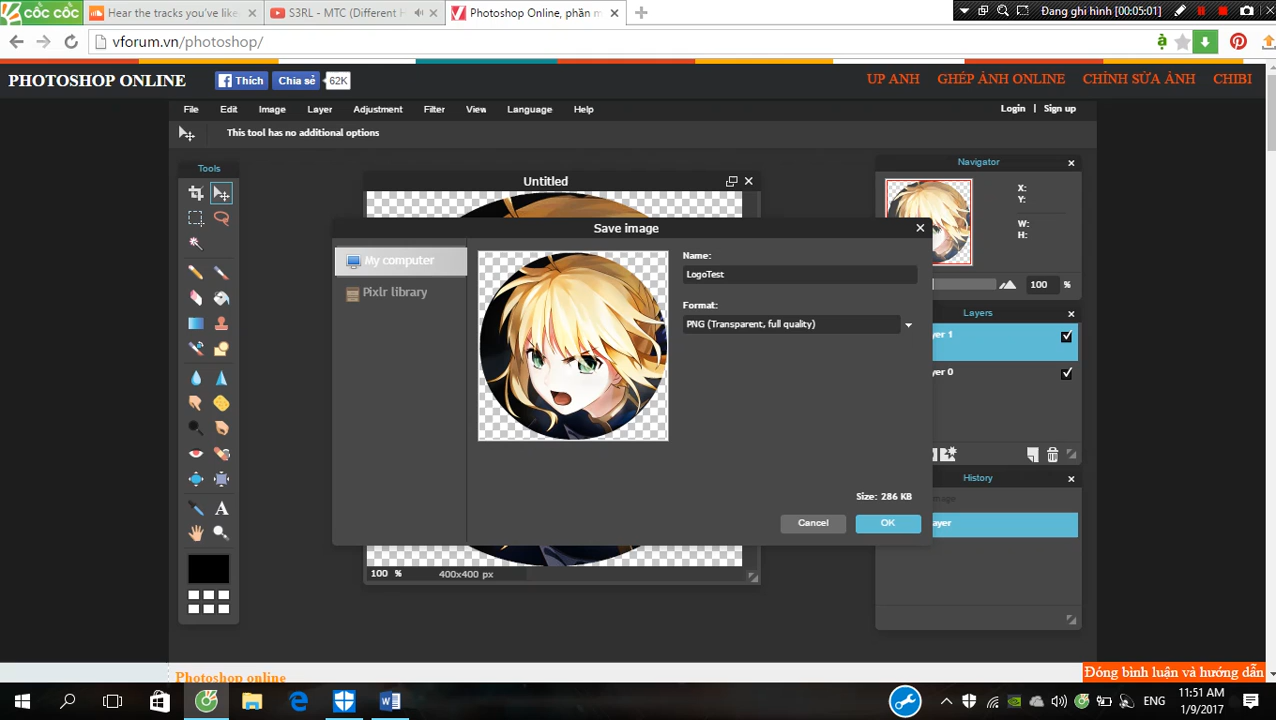 CỐC CỐC
Hear the tracks you've like
S3RL - MTC (Different H
Photoshop Online, phần m
Đang ghi hình [00:05:01]
vforum.vn/photoshop/
PHOTOSHOP ONLINE
Thích
Chia sẻ
62K
UP ANH
GHÉP ẢNH ONLINE
CHỈNH SỬA ẢNH
CHIBI
File Edit Image Layer Adjustment Filter View Language Help
Login | Sign up
This tool has no additional options
Tools
Untitled
Navigator
X:
Y:
W:
H:
100 %
Save image
My computer
Pixlr library
Name:
LogoTest
Format:
PNG (Transparent, full quality)
Size: 286 KB
Cancel
OK
Layers
yer 1
yer 0
History
mage
ayer
100 %
400x400 px
Photoshop online
Đóng bình luận và hướng dẫn
ENG
11:51 AM
1/9/2017